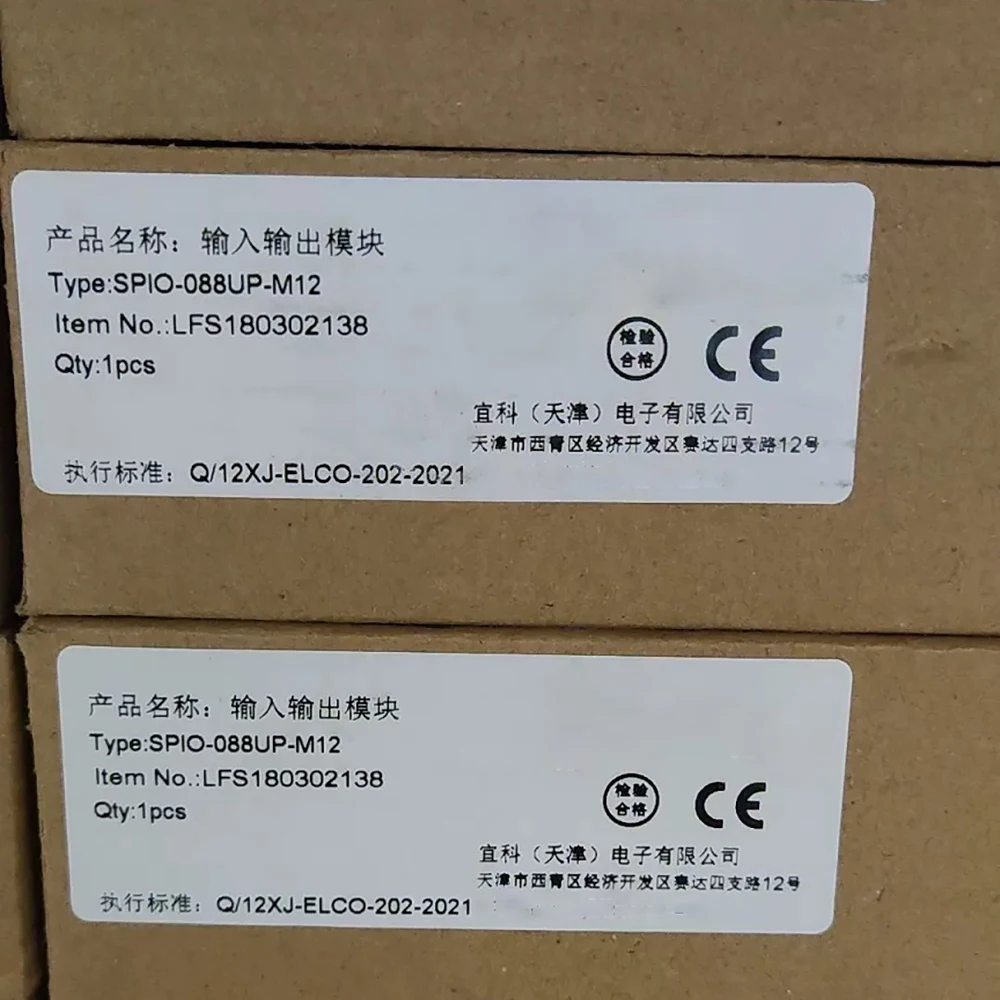 产品名称：输入输出模块
Type:SPIO-088UP-M12
Item No.:LFS180302138
Qty:1pcs
检验
合格
CE
宜科（天津）电子有限公司
天津市西青区经济开发区赛达四支路12号
执行标准：Q/12XJ-ELCO-202-2021
产品名称：输入输出模块
Type:SPIO-088UP-M12
Item No.:LFS180302138
Qty:1pcs
检验
合格
CE
宜科（天津）电子有限公司
天津市西青区经济开发区赛达四支路12号
执行标准：Q/12XJ-ELCO-202-2021